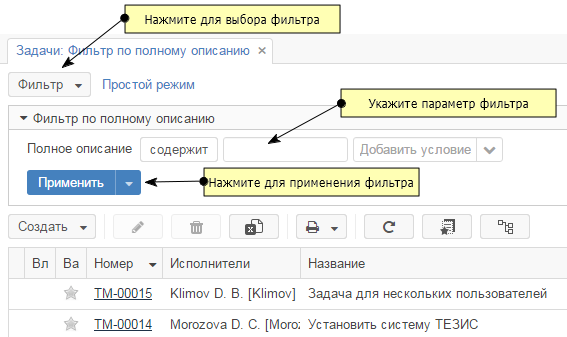 Нажмите для выбора фильтра
Задачи: Фильтр по полному описанию ×
Фильтр Простой режим
Укажите параметр фильтра
Фильтр по полному описанию
Полное описание содержит Добавить условие
Применить Нажмите для применения фильтра
Создать
Вл Ва Номер Исполнители Название
TM-00015 Klimov D. B. [Klimov] Задача для нескольких пользователей
TM-00014 Morozova D. C. [Moroz Установить систему ТЕЗИС